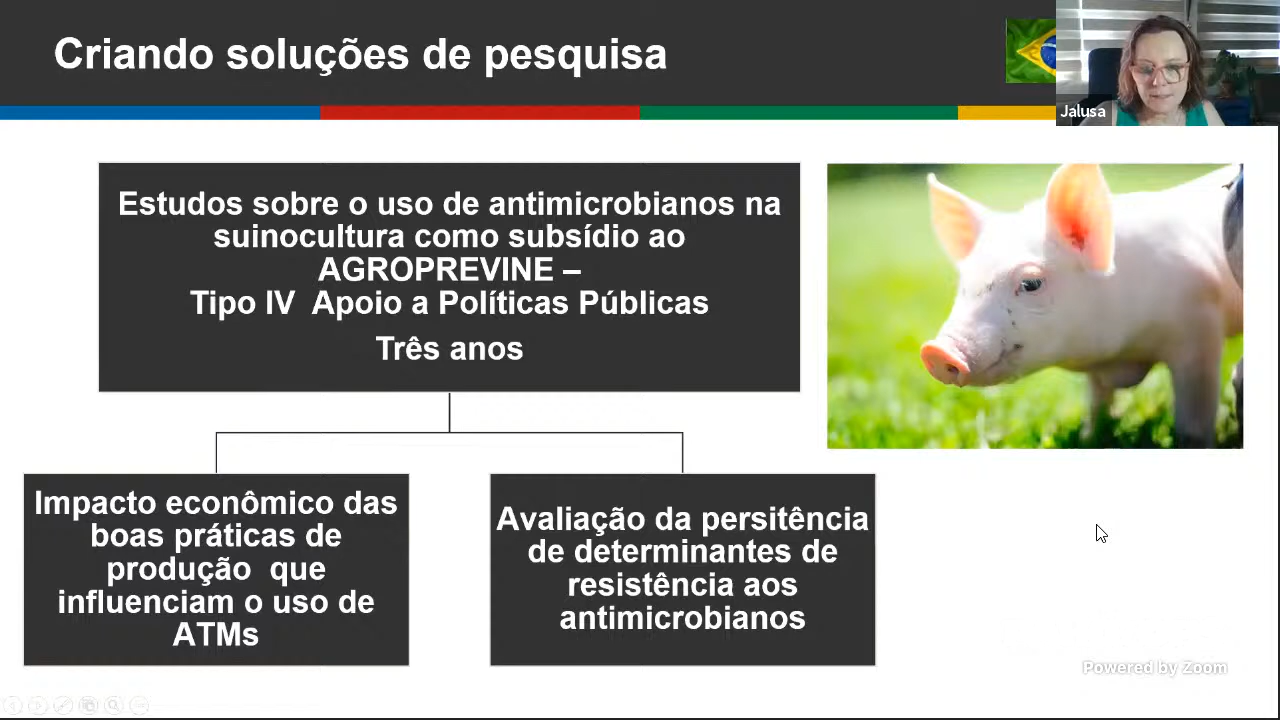 Criando soluções de pesquisa
Jalusa
Estudos sobre o uso de antimicrobianos na
suinocultura como subsídio ao
AGROPREVINE –
Tipo IV Apoio a Políticas Públicas
Três anos
Impacto econômico das
boas práticas de
produção que
influenciam o uso de
ATMs
Avaliação da persitência
de determinantes de
resistência aos
antimicrobianos
Powered by Zoom